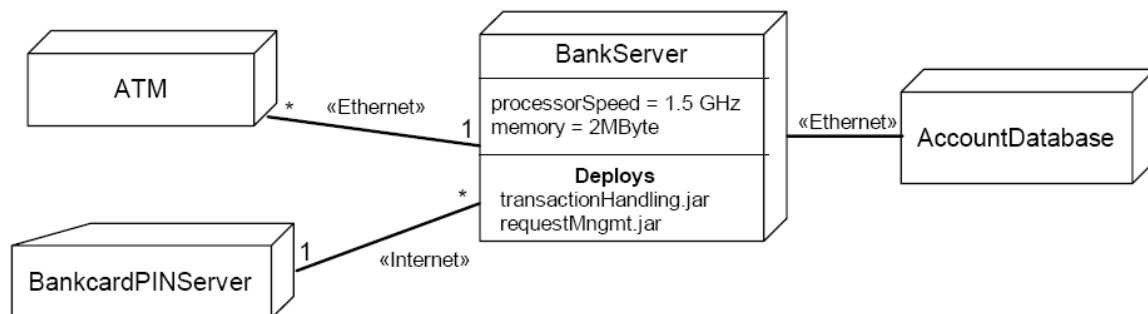 ATM
*
«Ethernet»
1
BankServer
processorSpeed = 1.5 GHz
memory = 2MByte
Deploys
transactionHandling.jar
requestMngmt.jar
«Ethernet»
AccountDatabase
*
1
«Internet»
BankcardPINServer